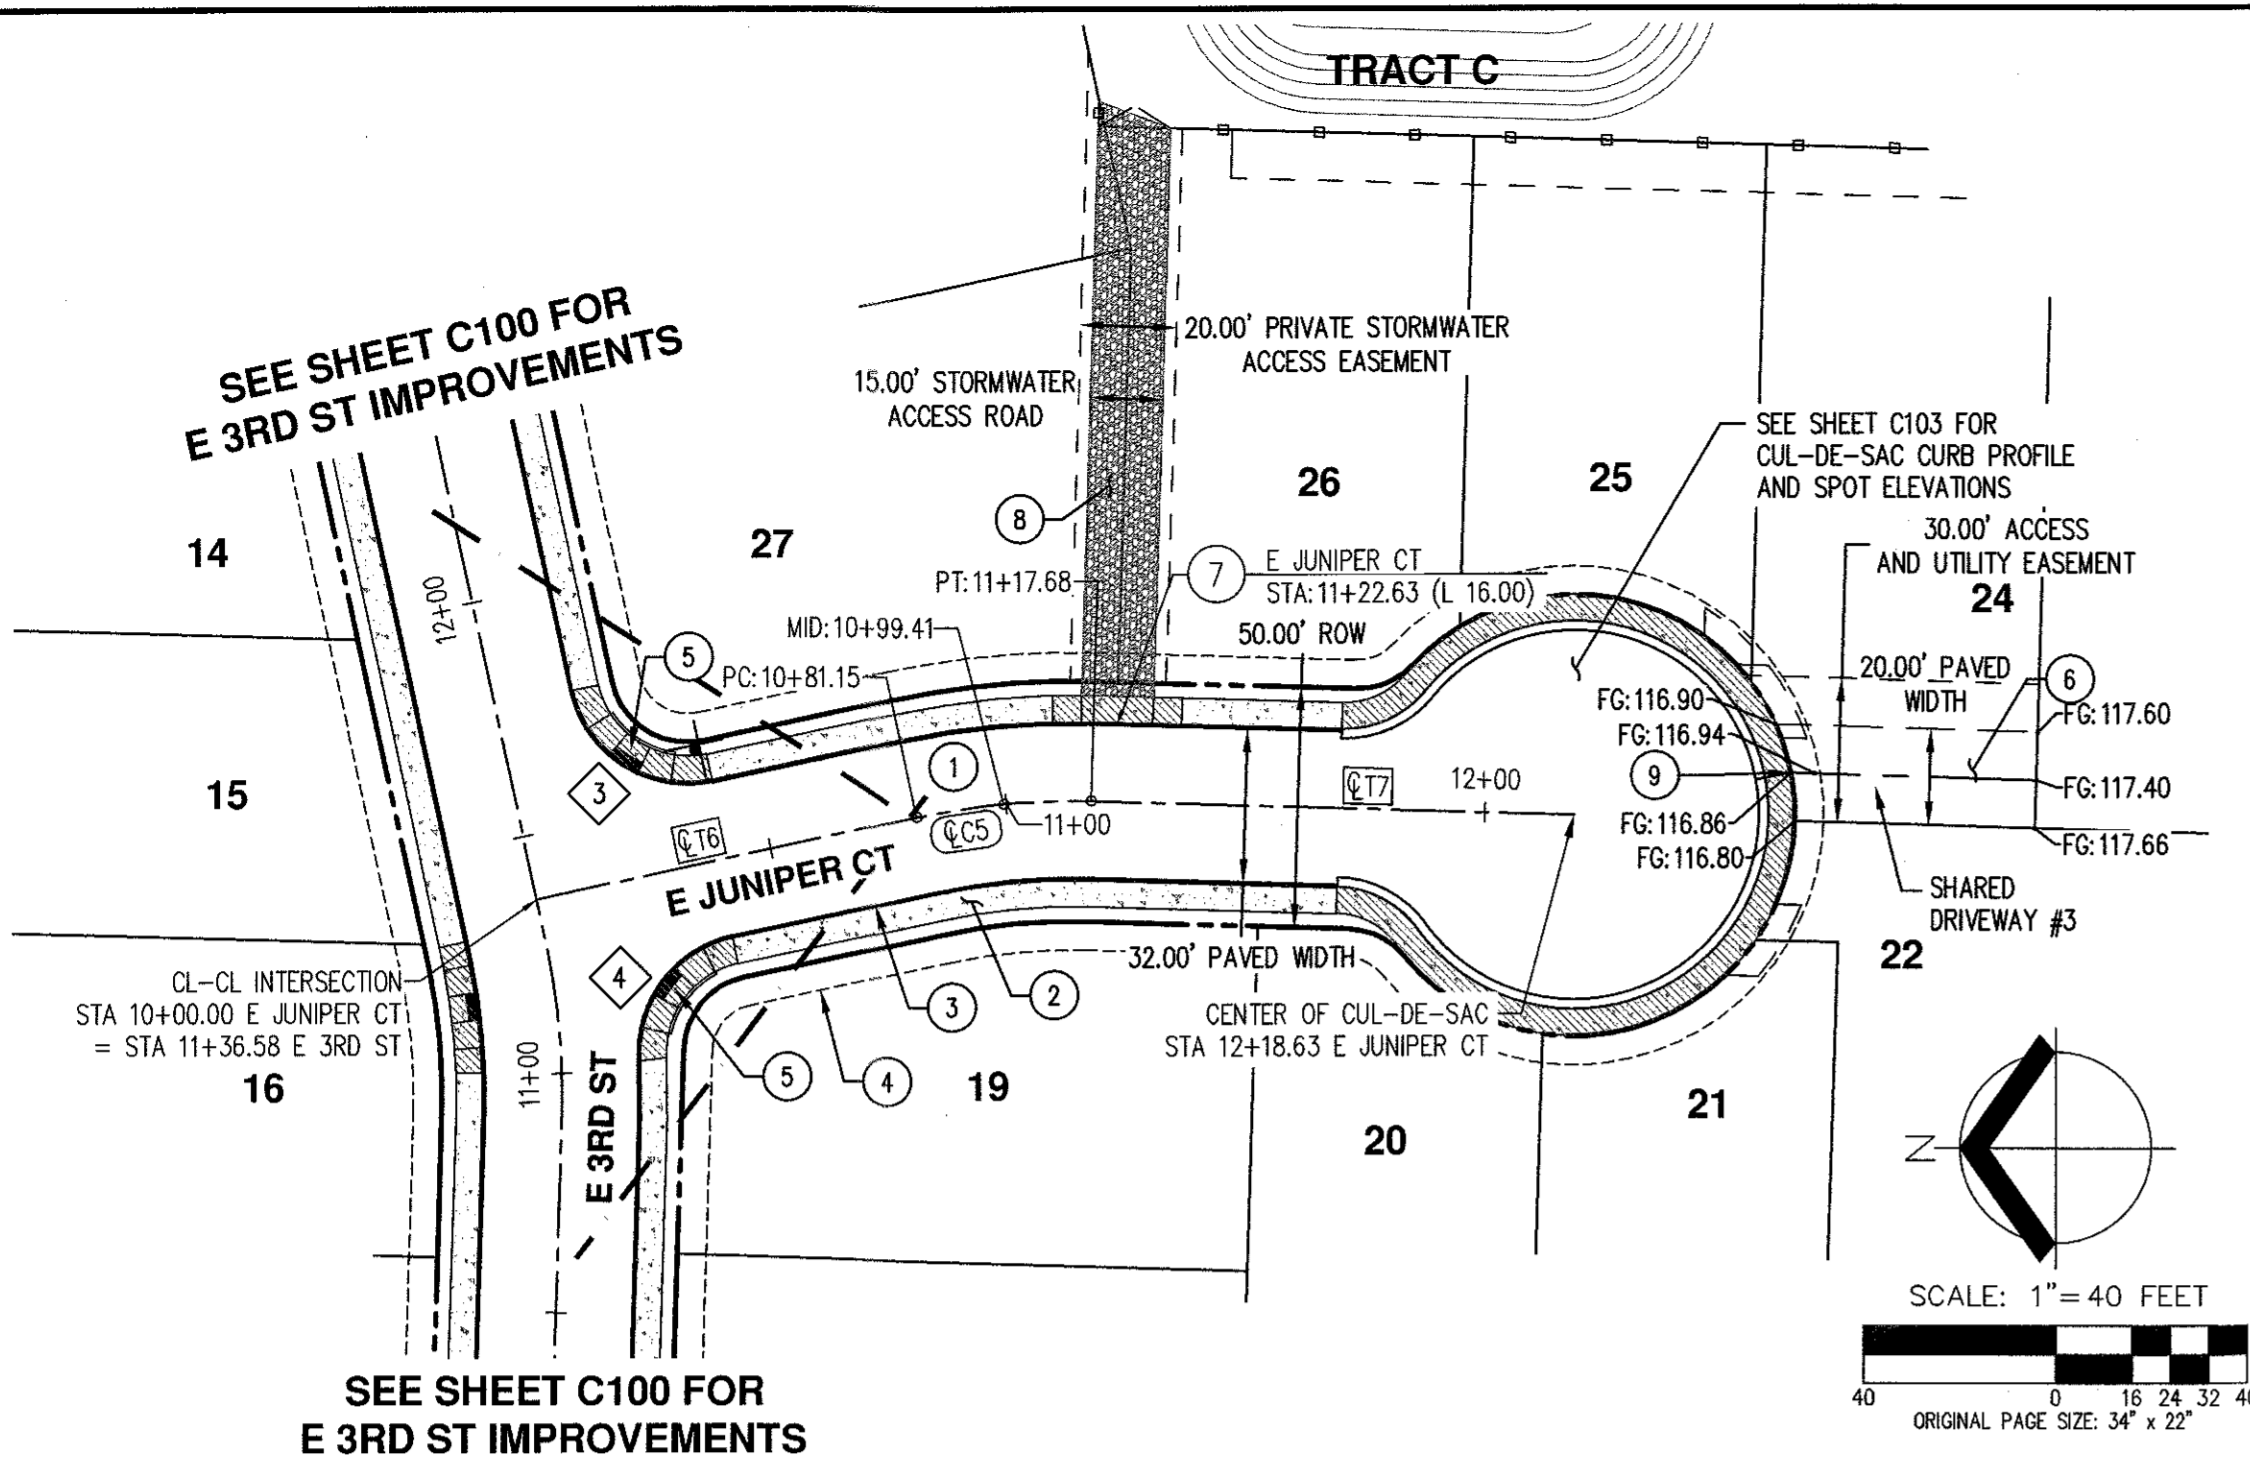 TRACT C
SEE SHEET C100 FOR
E 3RD ST IMPROVEMENTS
20.00' PRIVATE STORMWATER
ACCESS EASEMENT
15.00' STORMWATER
ACCESS ROAD
SEE SHEET C103 FOR
CUL-DE-SAC CURB PROFILE
AND SPOT ELEVATIONS
26
25
8
14
27
30.00' ACCESS
AND UTILITY EASEMENT
24
12+00
PT: 11+17.68
7
E JUNIPER CT
STA: 11+22.63 (L 16.00)
MID: 10+99.41
50.00' ROW
5
PC: 10+81.15
20.00' PAVED
WIDTH
6
FG: 116.90
FG: 117.60
FG: 116.94
15
3
1
℄T7
12+00
9
FG: 117.40
℄T6
℄C5
11+00
FG: 116.86
FG: 116.80
FG: 117.66
E JUNIPER CT
SHARED
DRIVEWAY #3
22
4
32.00' PAVED WIDTH
CL-CL INTERSECTION
STA 10+00.00 E JUNIPER CT
= STA 11+36.58 E 3RD ST
3
2
CENTER OF CUL-DE-SAC
STA 12+18.63 E JUNIPER CT
16
11+00
E 3RD ST
5
4
19
20
21
N
SCALE: 1"= 40 FEET
40 0 16 24 32 40
ORIGINAL PAGE SIZE: 34" x 22"
SEE SHEET C100 FOR
E 3RD ST IMPROVEMENTS